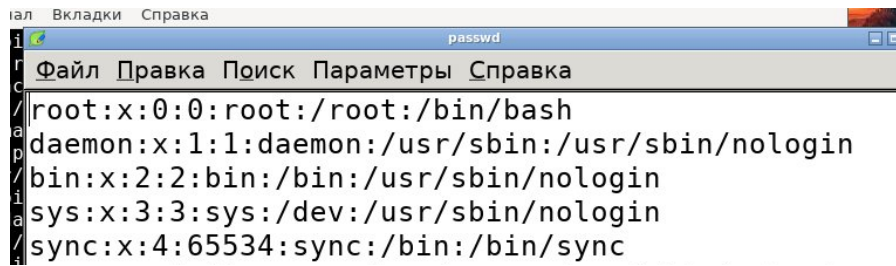 Вкладки Справка
passwd
Файл Правка Поиск Параметры Справка
root:x:0:0:root:/root:/bin/bash
daemon:x:1:1:daemon:/usr/sbin:/usr/sbin/nologin
bin:x:2:2:bin:/bin:/usr/sbin/nologin
sys:x:3:3:sys:/dev:/usr/sbin/nologin
sync:x:4:65534:sync:/bin:/bin/sync